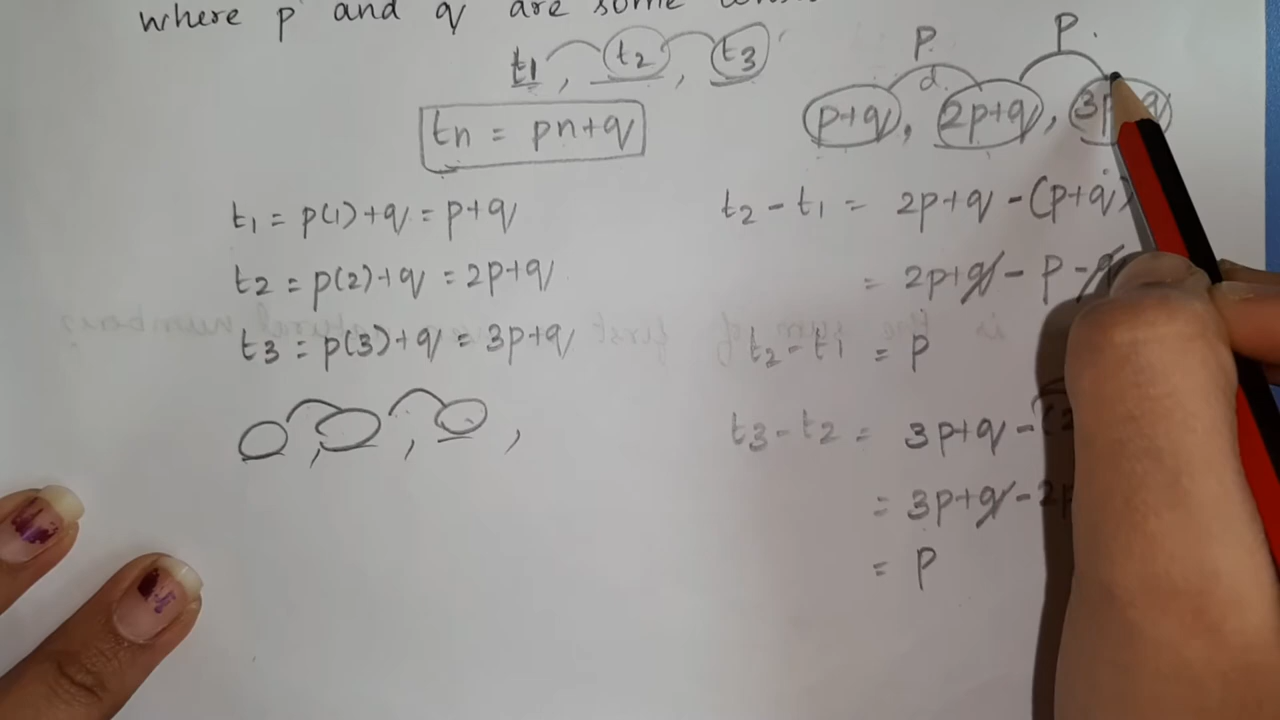 where p and q are some
t1, t2, t3
P. P.
d
p+q, 2p+q,
tn = pn+q
t1 = p(1)+q = p+q
t2 = p(2)+q = 2p+q
t3 = p(3)+q = 3p+q
t2 - t1 = 2p+q - (p+q)
= 2p+q - p - q
t2 - t1 = p
t3 - t2 = 3p+q -
= 3p+q - 2p
= p